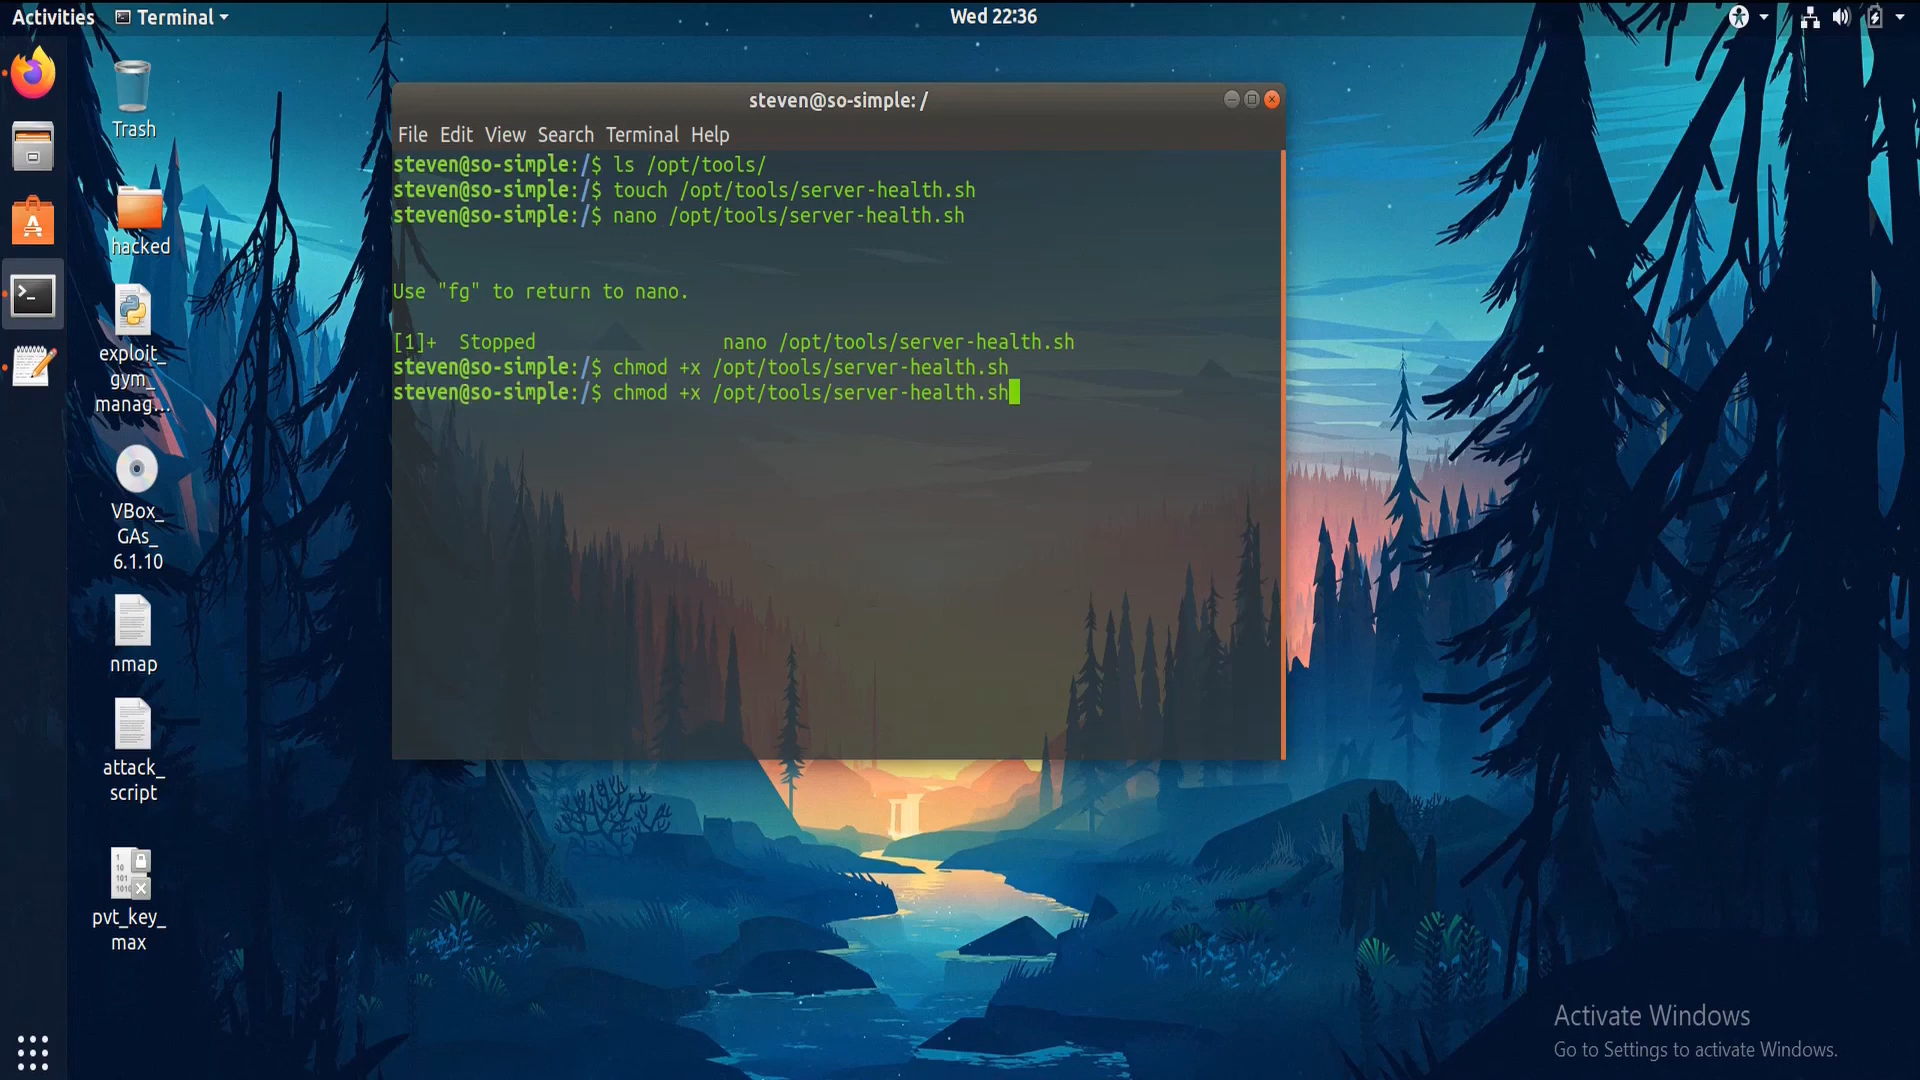 Activities Terminal Wed 22:36
Trash
hacked
exploit_
gym_
manag...
VBox_
GAs_
6.1.10
nmap
attack_
script
1
10
101
1010
pvt_key_
max
steven@so-simple: /
File Edit View Search Terminal Help
steven@so-simple:/$ ls /opt/tools/
steven@so-simple:/$ touch /opt/tools/server-health.sh
steven@so-simple:/$ nano /opt/tools/server-health.sh
Use "fg" to return to nano.
[1]+  Stopped                 nano /opt/tools/server-health.sh
steven@so-simple:/$ chmod +x /opt/tools/server-health.sh
steven@so-simple:/$ chmod +x /opt/tools/server-health.sh
Activate Windows
Go to Settings to activate Windows.